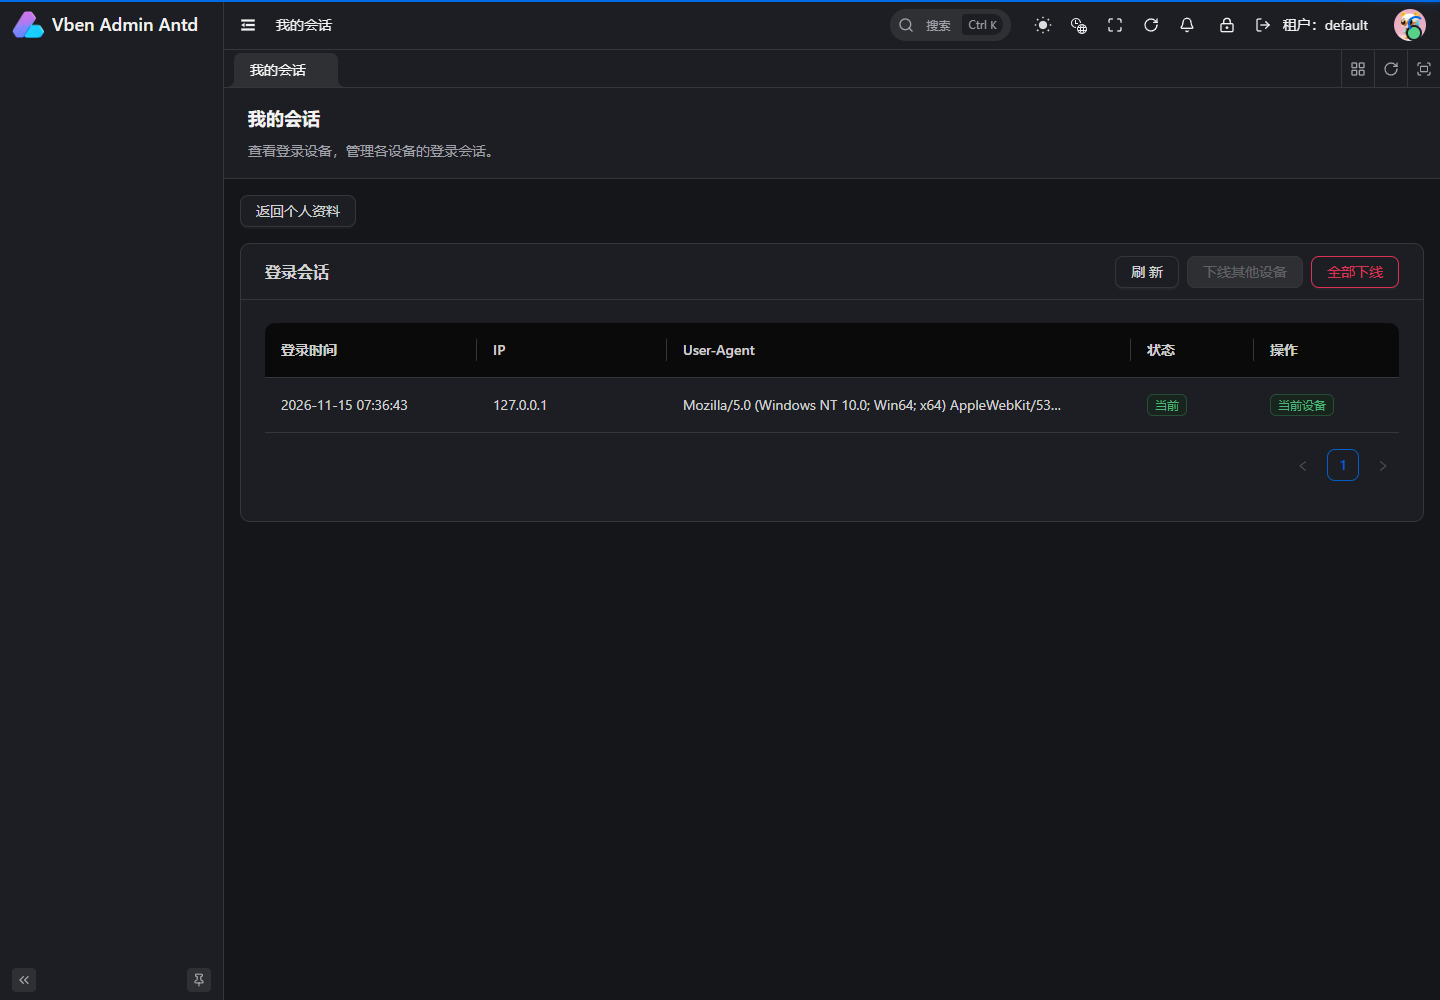 Vben Admin Antd
我的会话
搜索 Ctrl K
租户：default
我的会话
我的会话
查看登录设备，管理各设备的登录会话。
返回个人资料
登录会话
刷 新 下线其他设备 全部下线
登录时间 IP User-Agent 状态 操作
2026-11-15 07:36:43 127.0.0.1 Mozilla/5.0 (Windows NT 10.0; Win64; x64) AppleWebKit/53... 当前 当前设备
1